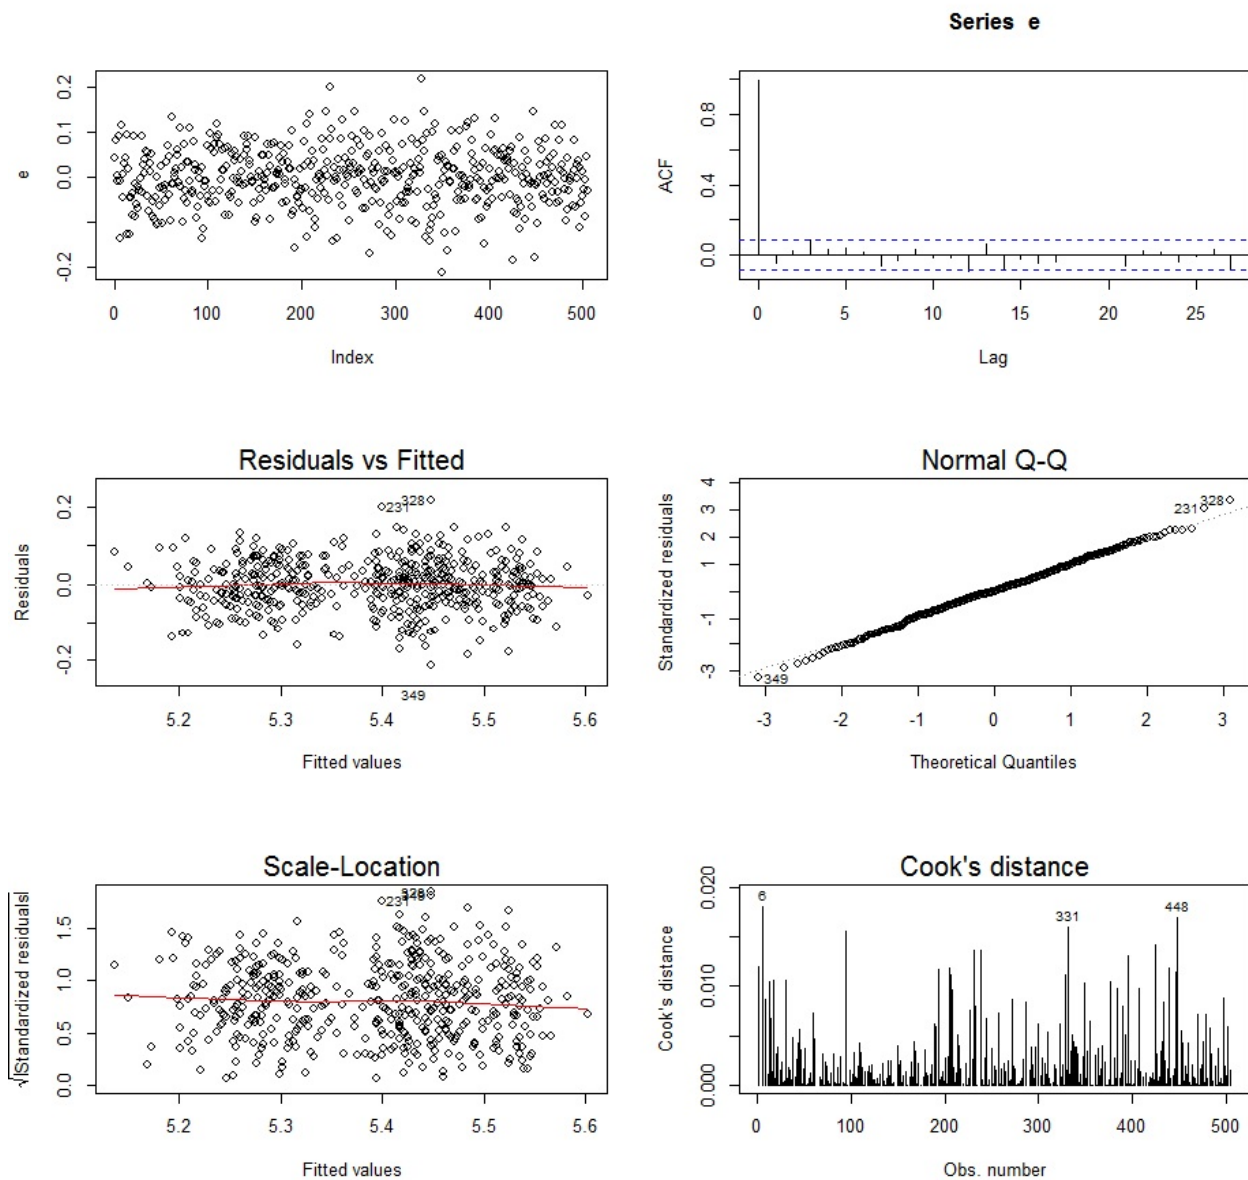 Series e
e
0.2
0.1
0.0
-0.2
0 100 200 300 400 500
Index
ACF
0.8
0.4
0.0
0 5 10 15 20 25
Lag
Residuals vs Fitted
Residuals
0.2
0.0
-0.2
231
328
349
5.2 5.3 5.4 5.5 5.6
Fitted values
Normal Q-Q
Standardized residuals
4
3
2
1
-1
-3
231
328
349
-3 -2 -1 0 1 2 3
Theoretical Quantiles
Scale-Location
√|Standardized residuals|
1.5
1.0
0.5
0.0
231
5.2 5.3 5.4 5.5 5.6
Fitted values
Cook's distance
Cook's distance
0.020
0.010
0.000
6
331
448
0 100 200 300 400 500
Obs. number